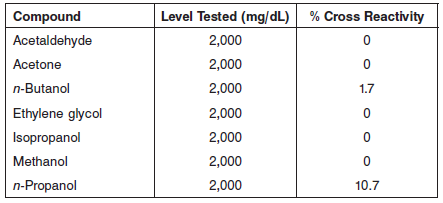 Compound Level Tested (mg/dL) % Cross Reactivity
Acetaldehyde 2,000 0
Acetone 2,000 0
n-Butanol 2,000 1.7
Ethylene glycol 2,000 0
Isopropanol 2,000 0
Methanol 2,000 0
n-Propanol 2,000 10.7